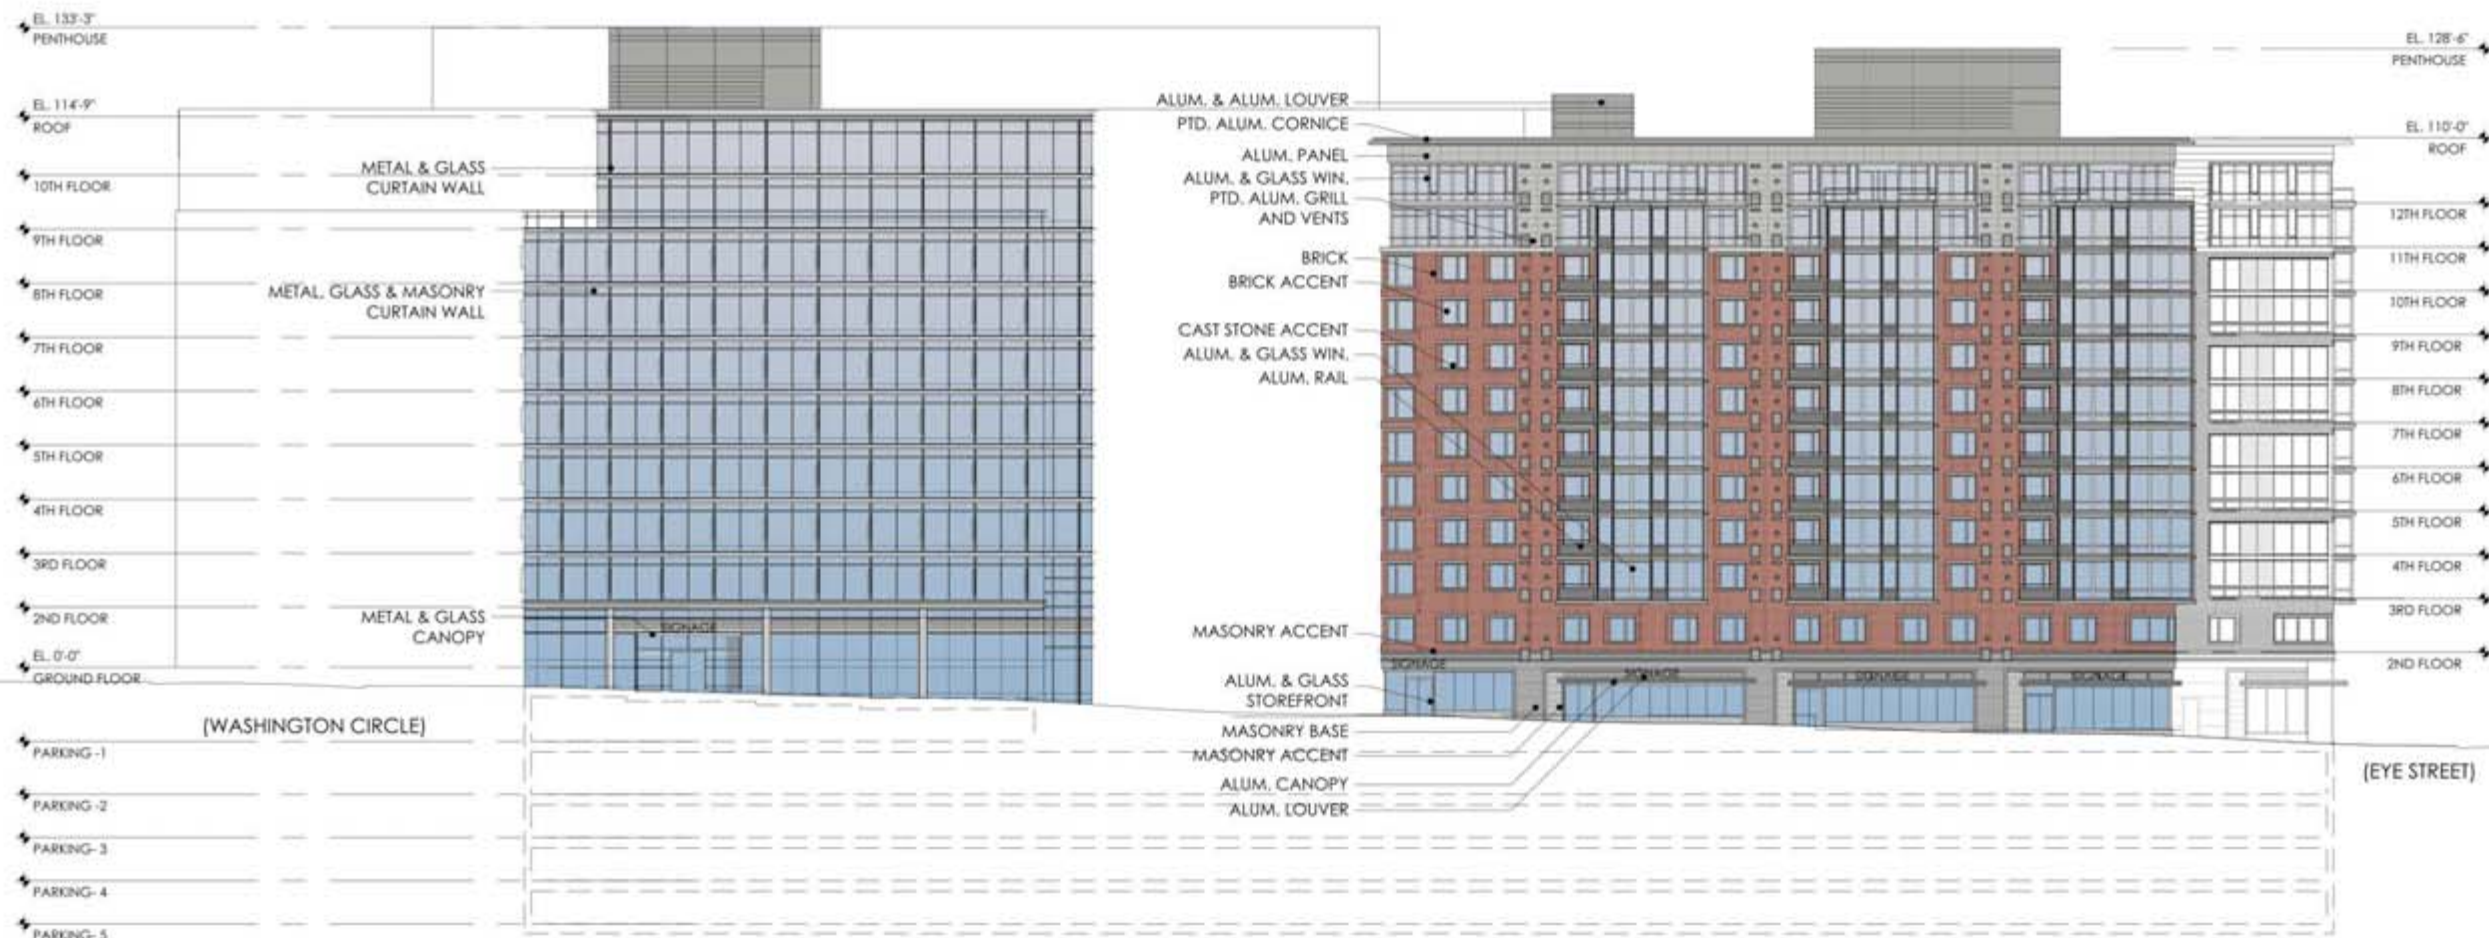 EL. 133'-3"
PENTHOUSE
EL. 114'-9"
ROOF
10TH FLOOR
9TH FLOOR
8TH FLOOR
7TH FLOOR
6TH FLOOR
5TH FLOOR
4TH FLOOR
3RD FLOOR
2ND FLOOR
EL. 0'-0"
GROUND FLOOR
(WASHINGTON CIRCLE)
PARKING -1
PARKING -2
PARKING- 3
PARKING- 4
PARKING- 5
METAL & GLASS
CURTAIN WALL
METAL, GLASS & MASONRY
CURTAIN WALL
METAL & GLASS
CANOPY
SIGNAGE
ALUM. & ALUM. LOUVER
PTD. ALUM. CORNICE
ALUM. PANEL
ALUM. & GLASS WIN.
PTD. ALUM. GRILL
AND VENTS
BRICK
BRICK ACCENT
CAST STONE ACCENT
ALUM. & GLASS WIN.
ALUM. RAIL
MASONRY ACCENT
ALUM. & GLASS
STOREFRONT
MASONRY BASE
MASONRY ACCENT
ALUM. CANOPY
ALUM. LOUVER
SIGNAGE
SIGNAGE
SIGNAGE
SIGNAGE
EL. 128'-6"
PENTHOUSE
EL. 110'-0"
ROOF
12TH FLOOR
11TH FLOOR
10TH FLOOR
9TH FLOOR
8TH FLOOR
7TH FLOOR
6TH FLOOR
5TH FLOOR
4TH FLOOR
3RD FLOOR
2ND FLOOR
(EYE STREET)